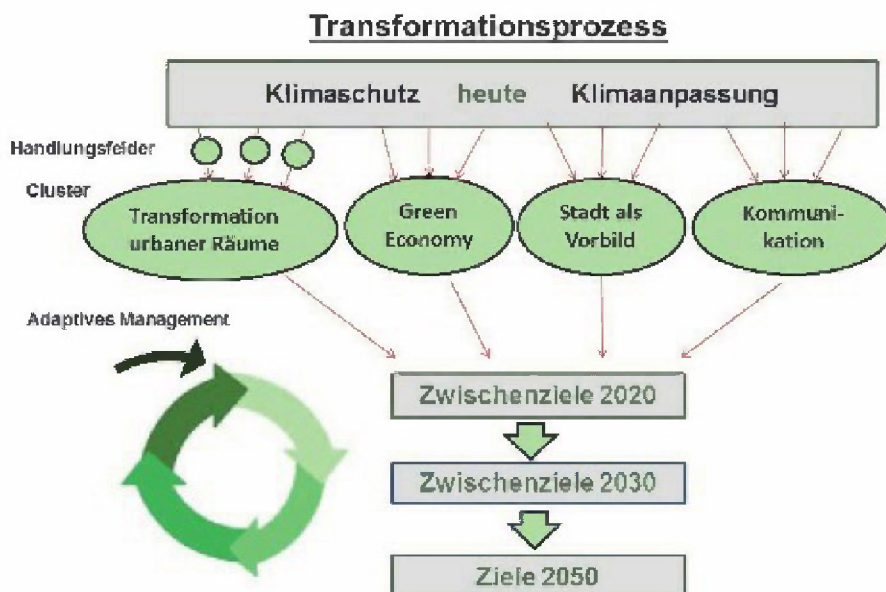 Transformationsprozess
Klimaschutz heute Klimaanpassung
Handlungsfelder
Cluster
Transformation
urbaner Räume
Green
Economy
Stadt als
Vorbild
Kommuni-
kation
Adaptives Management
Zwischenziele 2020
Zwischenziele 2030
Ziele 2050